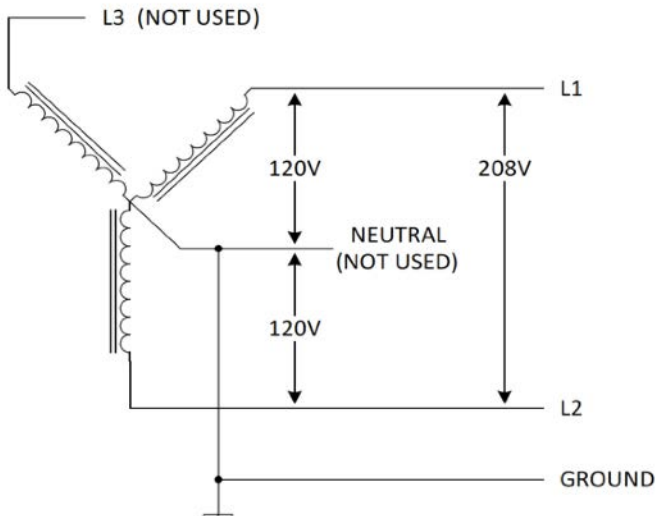 L3 (NOT USED)
L1
120V
208V
NEUTRAL
(NOT USED)
120V
L2
GROUND